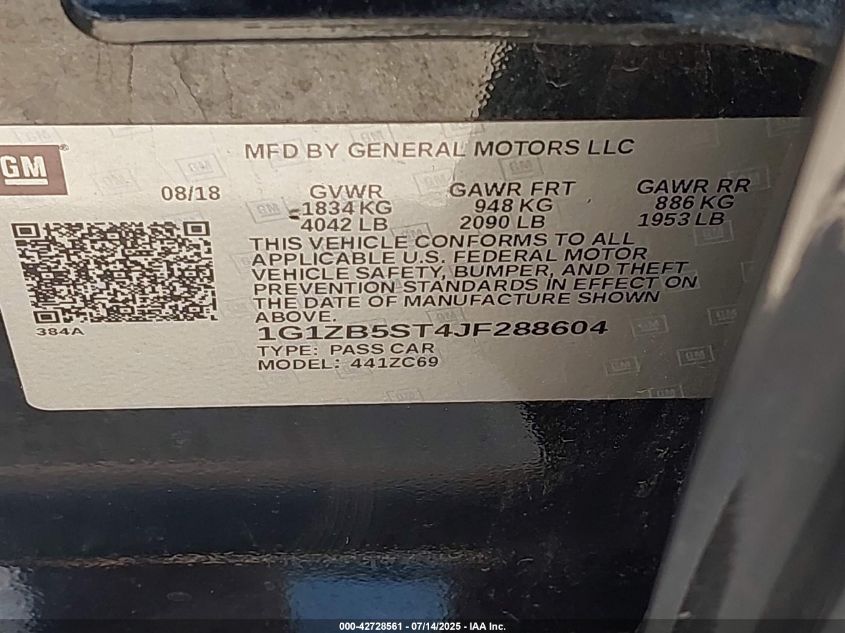 GM
MFD BY GENERAL MOTORS LLC
08/18 GVWR GAWR FRT GAWR RR
1834 KG 948 KG 886 KG
4042 LB 2090 LB 1953 LB
THIS VEHICLE CONFORMS TO ALL
APPLICABLE U.S. FEDERAL MOTOR
VEHICLE SAFETY, BUMPER, AND THEFT
PREVENTION STANDARDS IN EFFECT ON
THE DATE OF MANUFACTURE SHOWN
ABOVE.
384A
1G1ZB5ST4JF288604
TYPE: PASS CAR
MODEL: 441ZC69
000-42728561 - 07/14/2025 - IAA Inc.